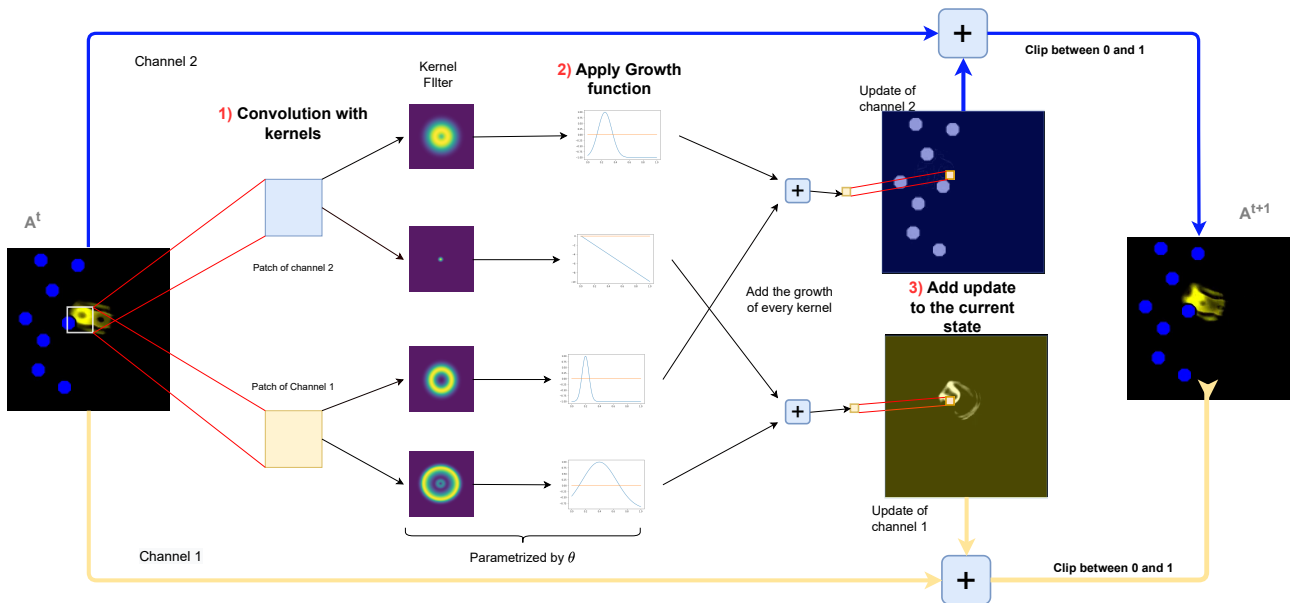 Channel 2
Kernel
FIlter
2) Apply Growth
function
1) Convolution with
kernels
Update of
channel 2
+
Clip between 0 and 1
A^t
Patch of channel 2
+
A^t+1
Add the growth
of every kernel
3) Add update
to the current
state
Patch of Channel 1
+
Update of
channel 1
Parametrized by θ
Channel 1
+
Clip between 0 and 1